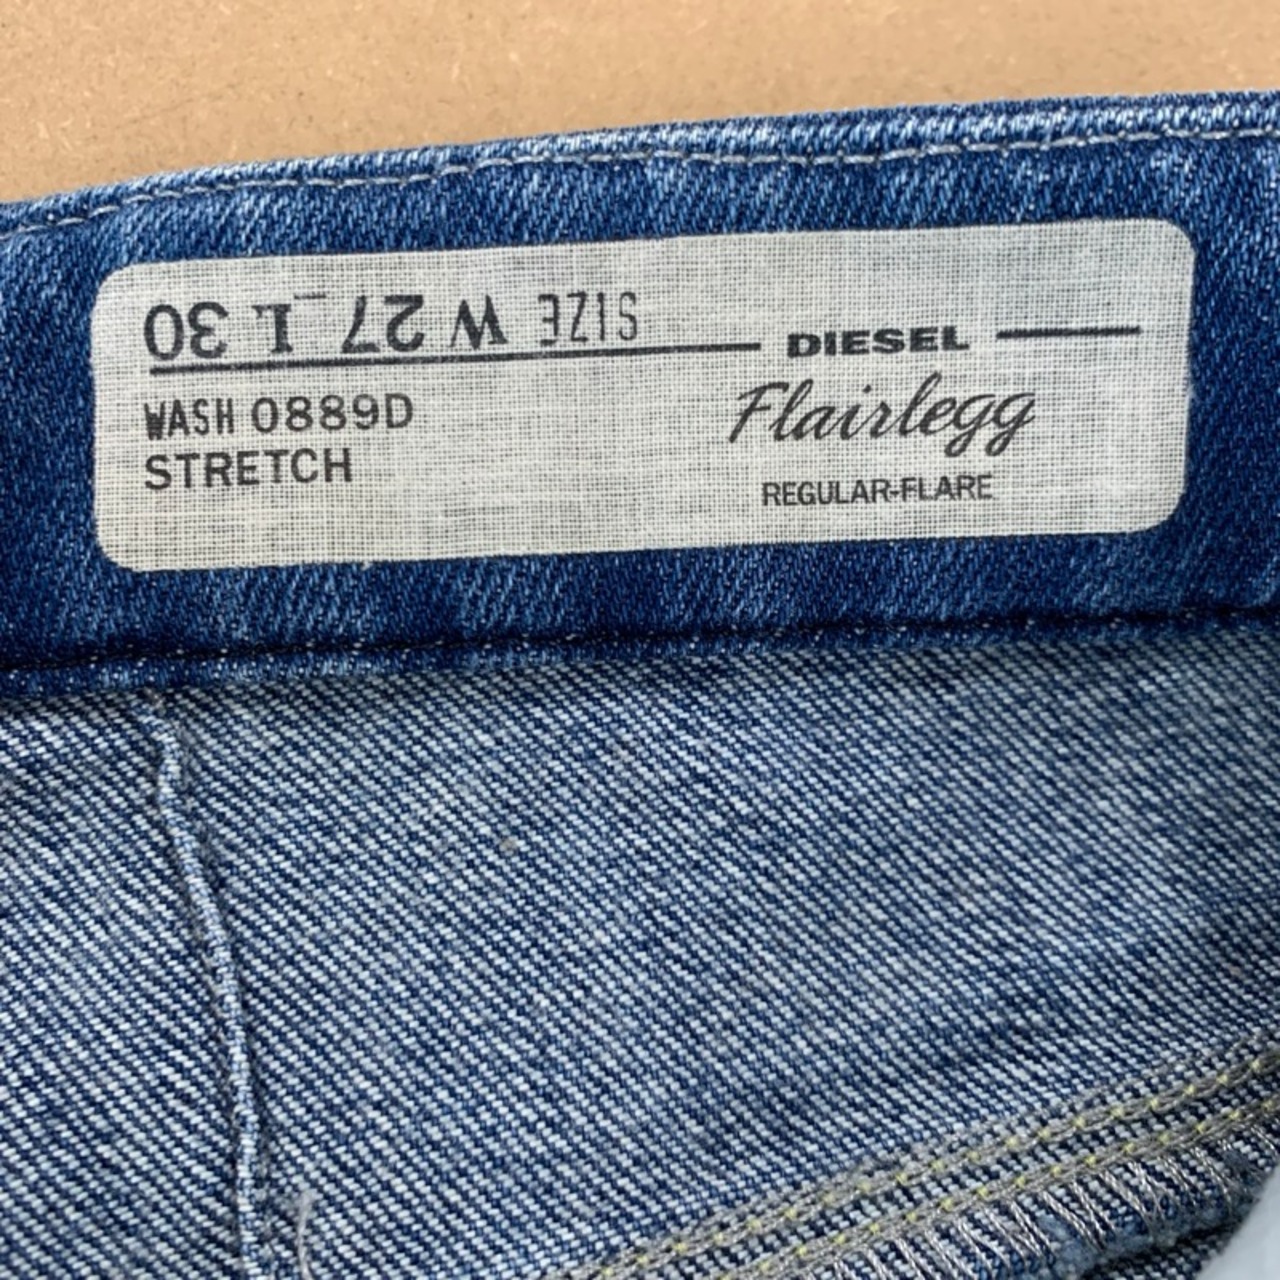 SIZE W 27 L 30
DIESEL
WASH 0889D
Flairlegg
STRETCH
REGULAR-FLARE